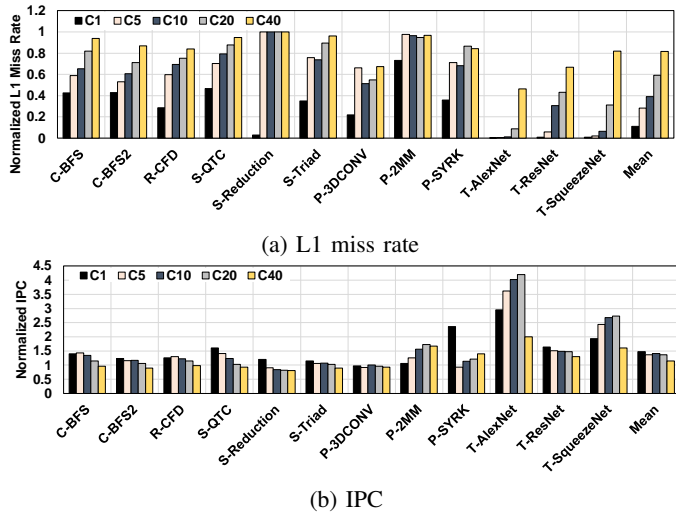 C1 C5 C10 C20 C40
Normalized L1 Miss Rate
1.2
1
0.8
0.6
0.4
0.2
0
C-BFS
C-BFS2
R-CFD
S-QTC
S-Reduction
S-Triad
P-3DCONV
P-2MM
P-SYRK
T-AlexNet
T-ResNet
T-SqueezeNet
Mean
(a) L1 miss rate
C1 C5 C10 C20 C40
Normalized IPC
4.5
4
3.5
3
2.5
2
1.5
1
0.5
0
C-BFS
C-BFS2
R-CFD
S-QTC
S-Reduction
S-Triad
P-3DCONV
P-2MM
P-SYRK
T-AlexNet
T-ResNet
T-SqueezeNet
Mean
(b) IPC